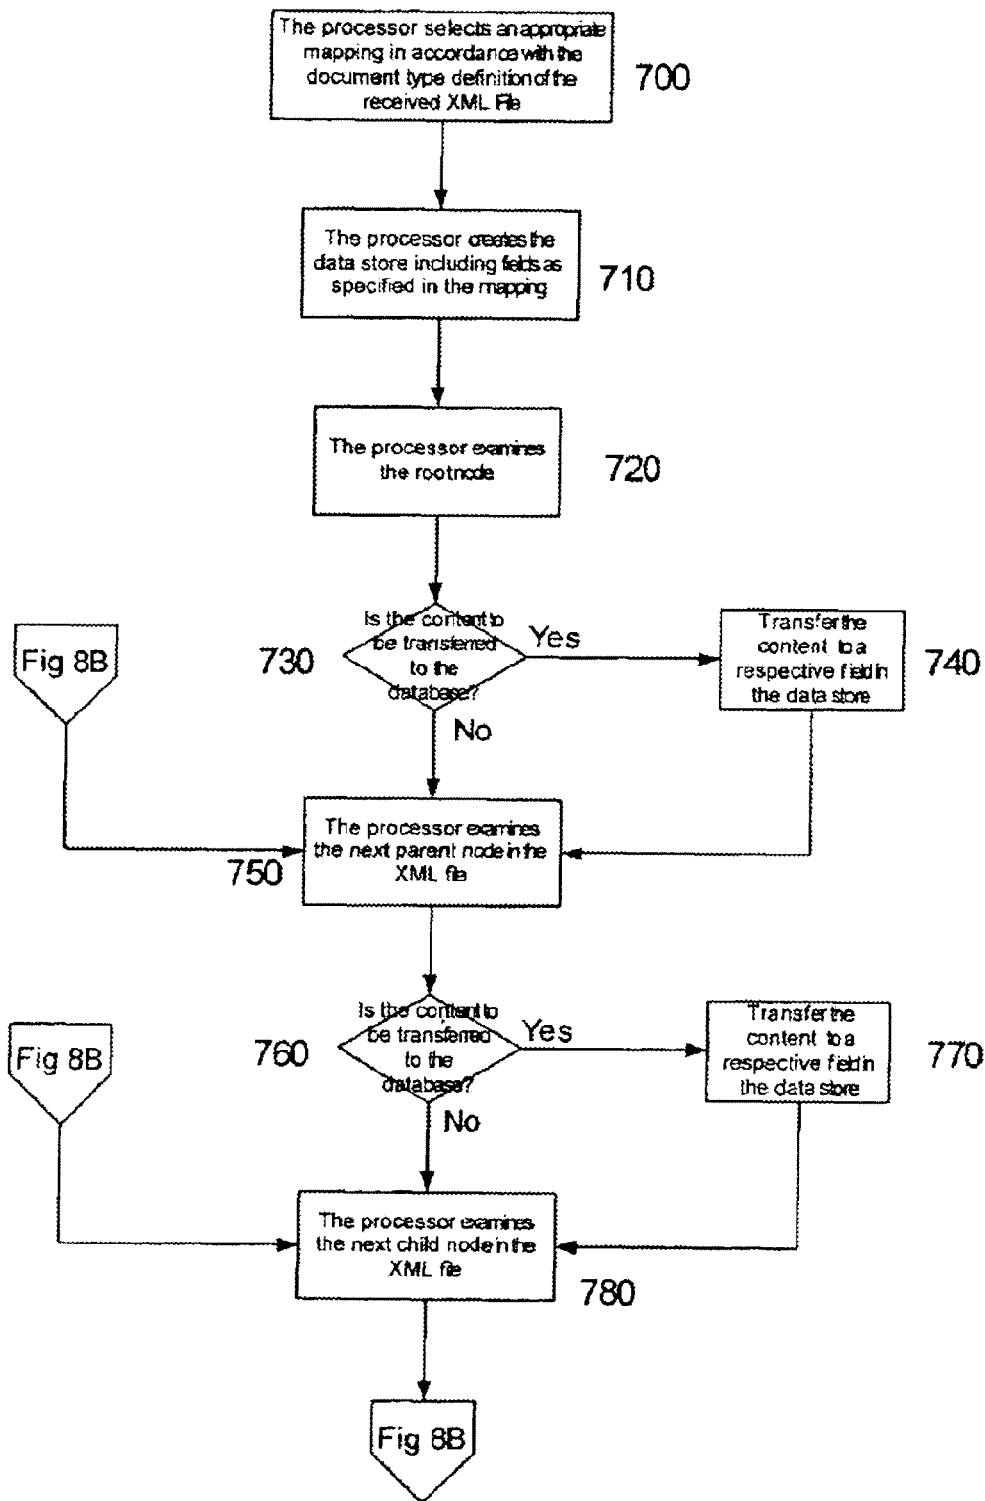 The processor selects an appropriate
mapping in accordance with the
document type definition of the
received XML File
700
The processor creates the
data store including fields as
specified in the mapping
710
The processor examines
the root node
720
Is the content to
be transferred
to the
database?
730
Yes
Transfer the
content to a
respective field in
the data store
740
Fig 8B
No
The processor examines
the next parent node in the
XML file
750
Is the content to
be transferred
to the
database?
760
Yes
Transfer the
content to a
respective field in
the data store
770
Fig 8B
No
The processor examines
the next child node in the
XML file
780
Fig 8B